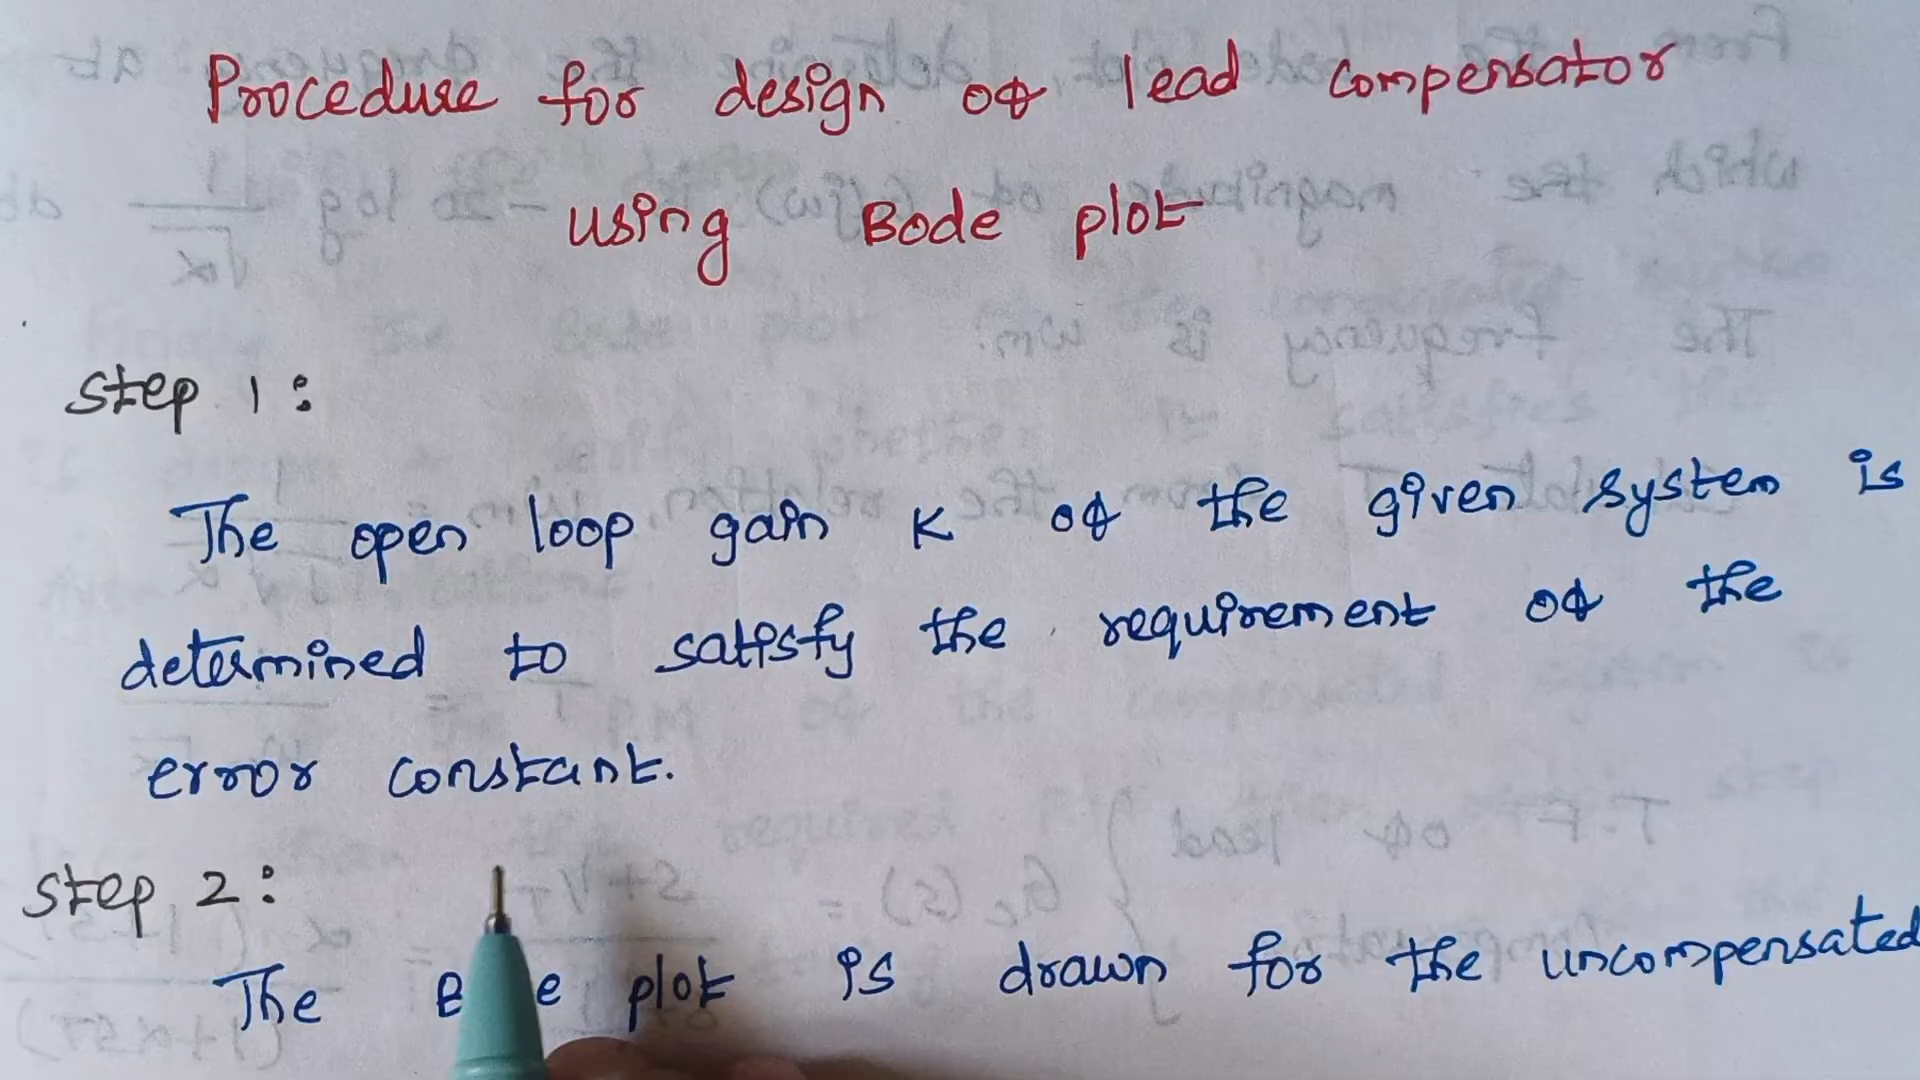 Procedure for design of lead compensator
using Bode plot
Step 1:
The open loop gain K of the given system is
determined to satisfy the requirement of the
error constant.
Step 2:
The plot is drawn for the uncompensated